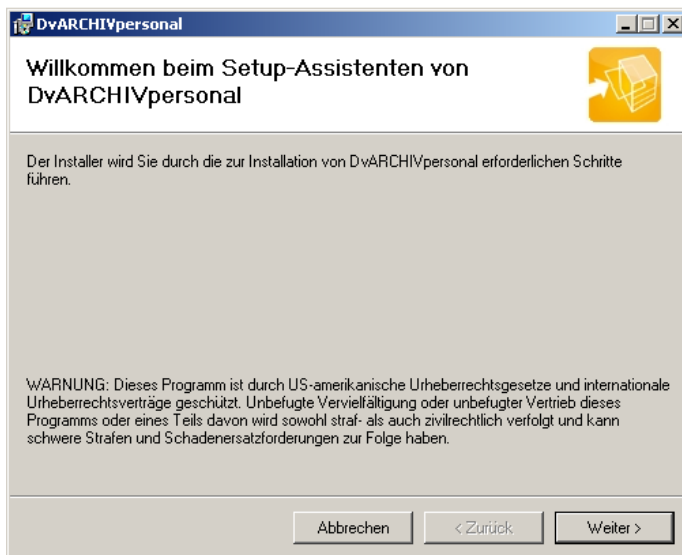 DvARCHIVpersonal
Willkommen beim Setup-Assistenten von
DvARCHIVpersonal
Der Installer wird Sie durch die zur Installation von DvARCHIVpersonal erforderlichen Schritte
führen.
WARNUNG: Dieses Programm ist durch US-amerikanische Urheberrechtsgesetze und internationale
Urheberrechtsverträge geschützt. Unbefugte Vervielfältigung oder unbefugter Vertrieb dieses
Programms oder eines Teils davon wird sowohl straf- als auch zivilrechtlich verfolgt und kann
schwere Strafen und Schadenersatzforderungen zur Folge haben.
Abbrechen < Zurück Weiter >